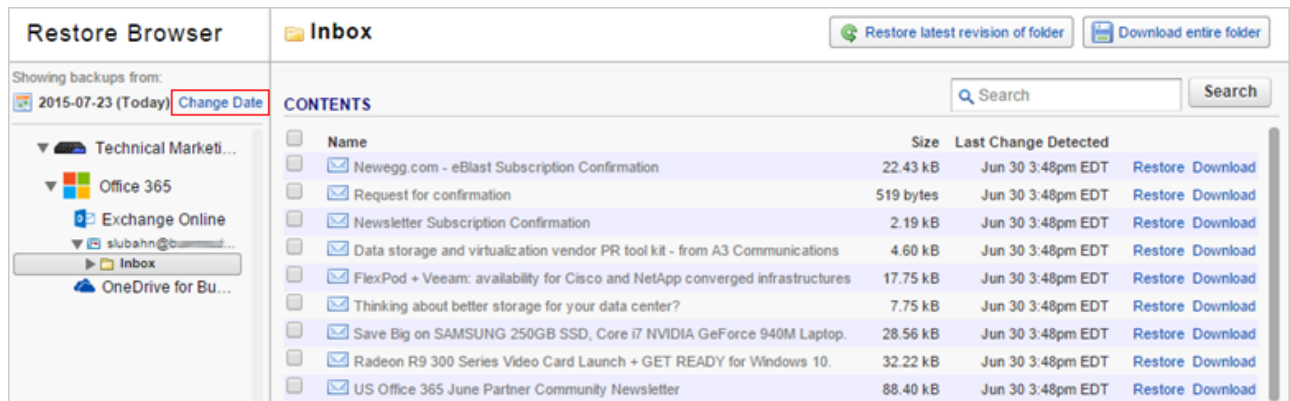 Restore Browser
Inbox
Restore latest revision of folder
Download entire folder
Showing backups from:
2015-07-23 (Today) Change Date
Technical Marketi...
Office 365
Exchange Online
slubahn@
Inbox
OneDrive for Bu...
CONTENTS
Search
Search
Name Size Last Change Detected
Newegg.com - eBlast Subscription Confirmation 22.43 kB Jun 30 3:48pm EDT Restore Download
Request for confirmation 519 bytes Jun 30 3:48pm EDT Restore Download
Newsletter Subscription Confirmation 2.19 kB Jun 30 3:48pm EDT Restore Download
Data storage and virtualization vendor PR tool kit - from A3 Communications 4.60 kB Jun 30 3:48pm EDT Restore Download
FlexPod + Veeam: availability for Cisco and NetApp converged infrastructures 17.75 kB Jun 30 3:48pm EDT Restore Download
Thinking about better storage for your data center? 7.75 kB Jun 30 3:48pm EDT Restore Download
Save Big on SAMSUNG 250GB SSD, Core i7 NVIDIA GeForce 940M Laptop. 28.56 kB Jun 30 3:48pm EDT Restore Download
Radeon R9 300 Series Video Card Launch + GET READY for Windows 10. 32.22 kB Jun 30 3:48pm EDT Restore Download
US Office 365 June Partner Community Newsletter 88.40 kB Jun 30 3:48pm EDT Restore Download